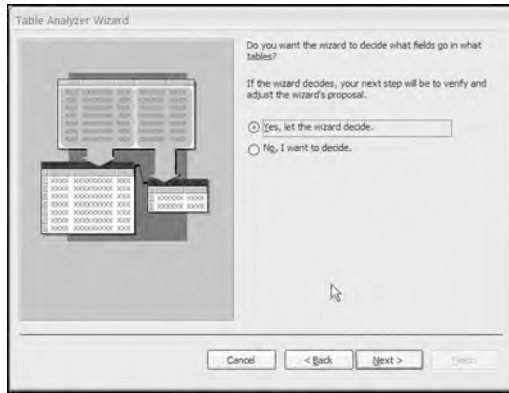 Table Analyzer Wizard
Do you want the wizard to decide what fields go in what
tables?
If the wizard decides, your next step will be to verify and
adjust the wizard's proposal.
Yes, let the wizard decide.
No, I want to decide.
Cancel
< Back
Next >
Finish